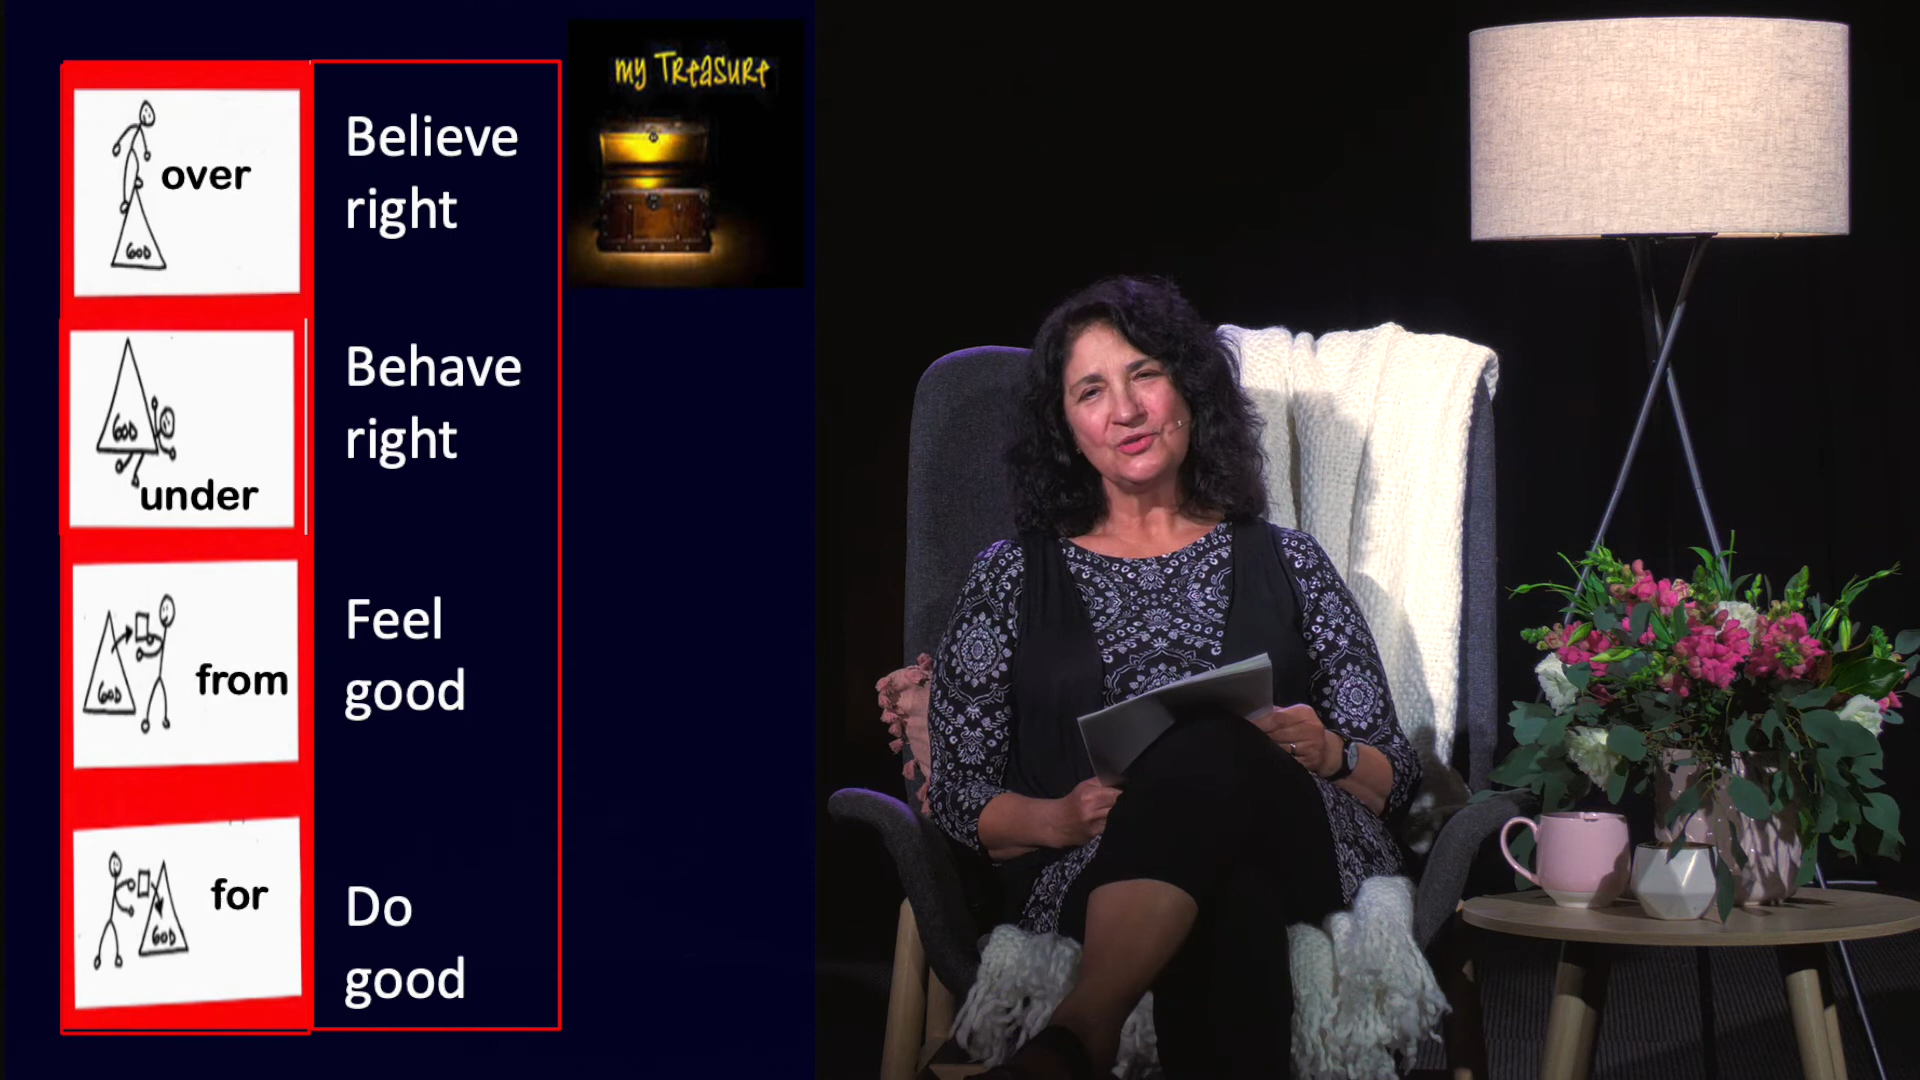 my Treasure
over
GOD
Believe
right
GOD
under
Behave
right
from
GOD
Feel
good
for
GOD
Do
good